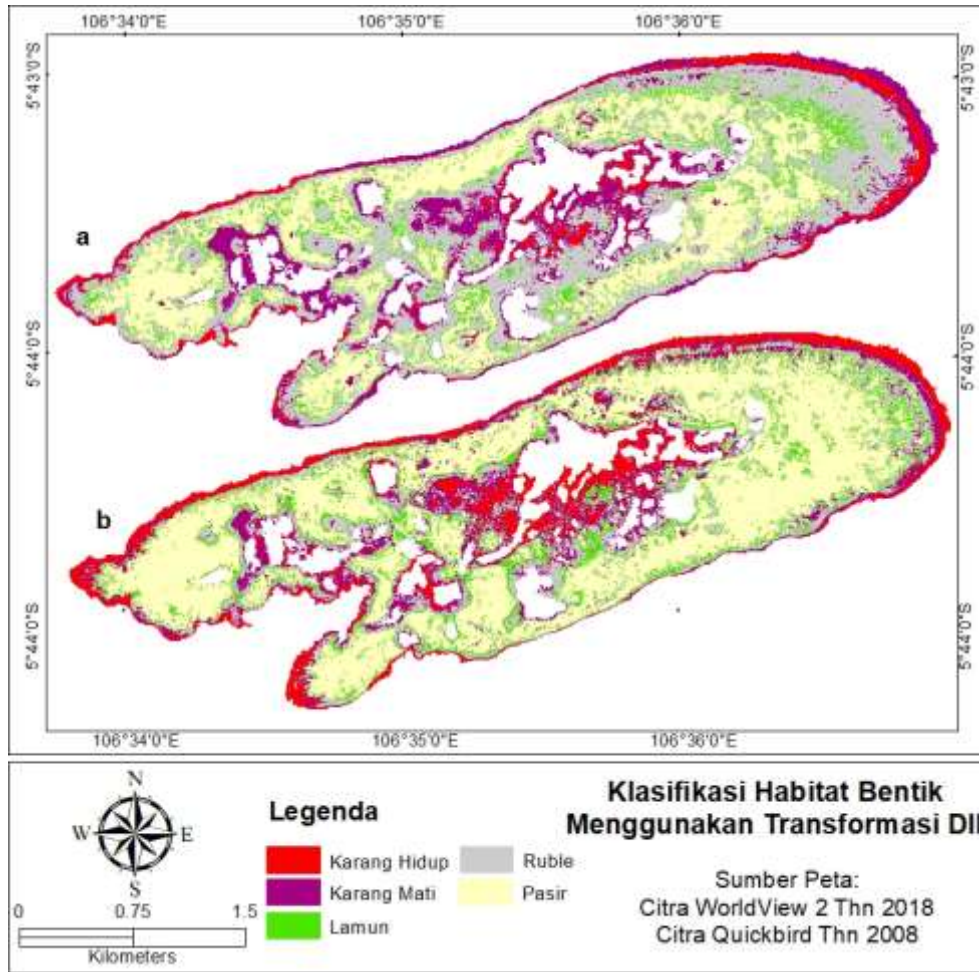 106°34'0"E 106°35'0"E 106°36'0"E
5°43'0"S
5°43'0"S
a
5°44'0"S
5°44'0"S
b
5°44'0"S
5°44'0"S
106°34'0"E 106°35'0"E 106°36'0"E
N
W E
S
0 0.75 1.5
Kilometers
Legenda
Karang Hidup
Karang Mati
Lamun
Ruble
Pasir
Klasifikasi Habitat Bentik
Menggunakan Transformasi DII
Sumber Peta:
Citra WorldView 2 Thn 2018
Citra Quickbird Thn 2008